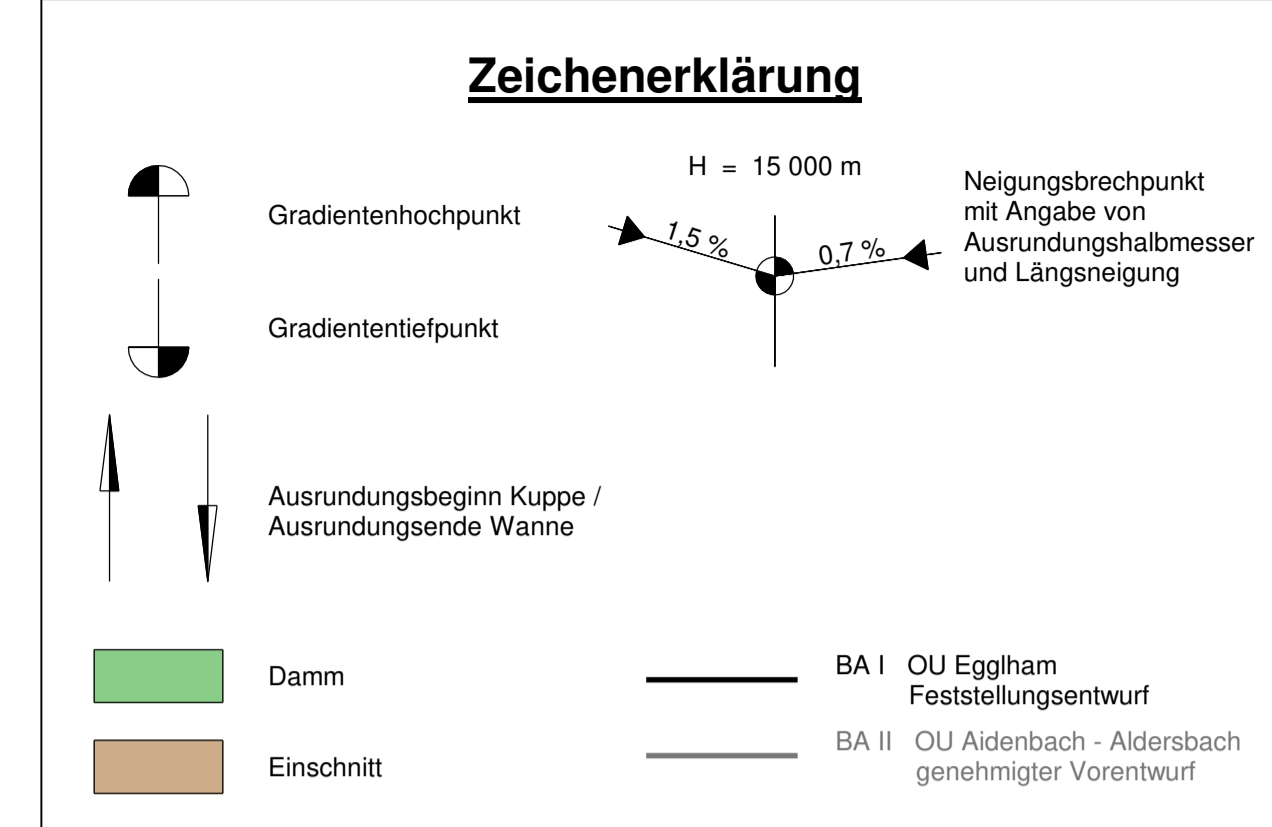 Zeichenerklärung
Gradientenhochpunkt
Gradiententiefpunkt
Ausrundungsbeginn Kuppe /
Ausrundungsende Wanne
Damm
Einschnitt
H = 15 000 m
1,5 %
0,7 %
Neigungsbrechpunkt
mit Angabe von
Ausrundungshalbmesser
und Längsneigung
BA I OU Egglham
Feststellungsentwurf
BA II OU Aidenbach - Aldersbach
genehmigter Vorentwurf